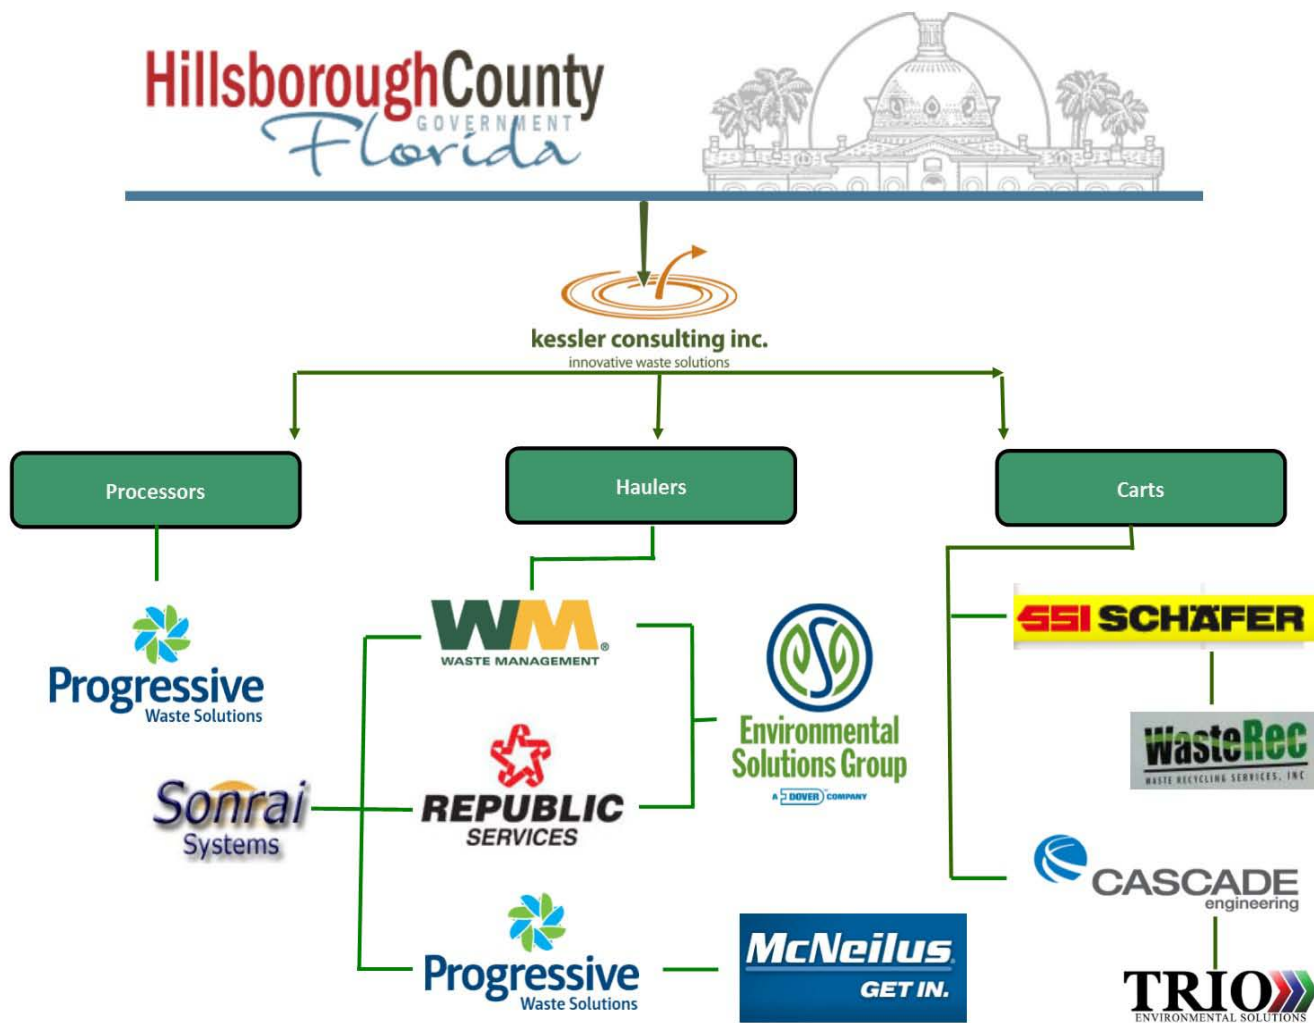 HillsboroughCounty
GOVERNMENT
Florida
kessler consulting inc.
innovative waste solutions
Processors
Haulers
Carts
Progressive
Waste Solutions
WM®
WASTE MANAGEMENT
Environmental
Solutions Group
A DOVER COMPANY
SSI SCHÄFER
WasteRec
WASTE RECYCLING SERVICES, INC
Sonrai
Systems
REPUBLIC
SERVICES
CASCADE
engineering
Progressive
Waste Solutions
McNeilus
GET IN.
TRIO
ENVIRONMENTAL SOLUTIONS